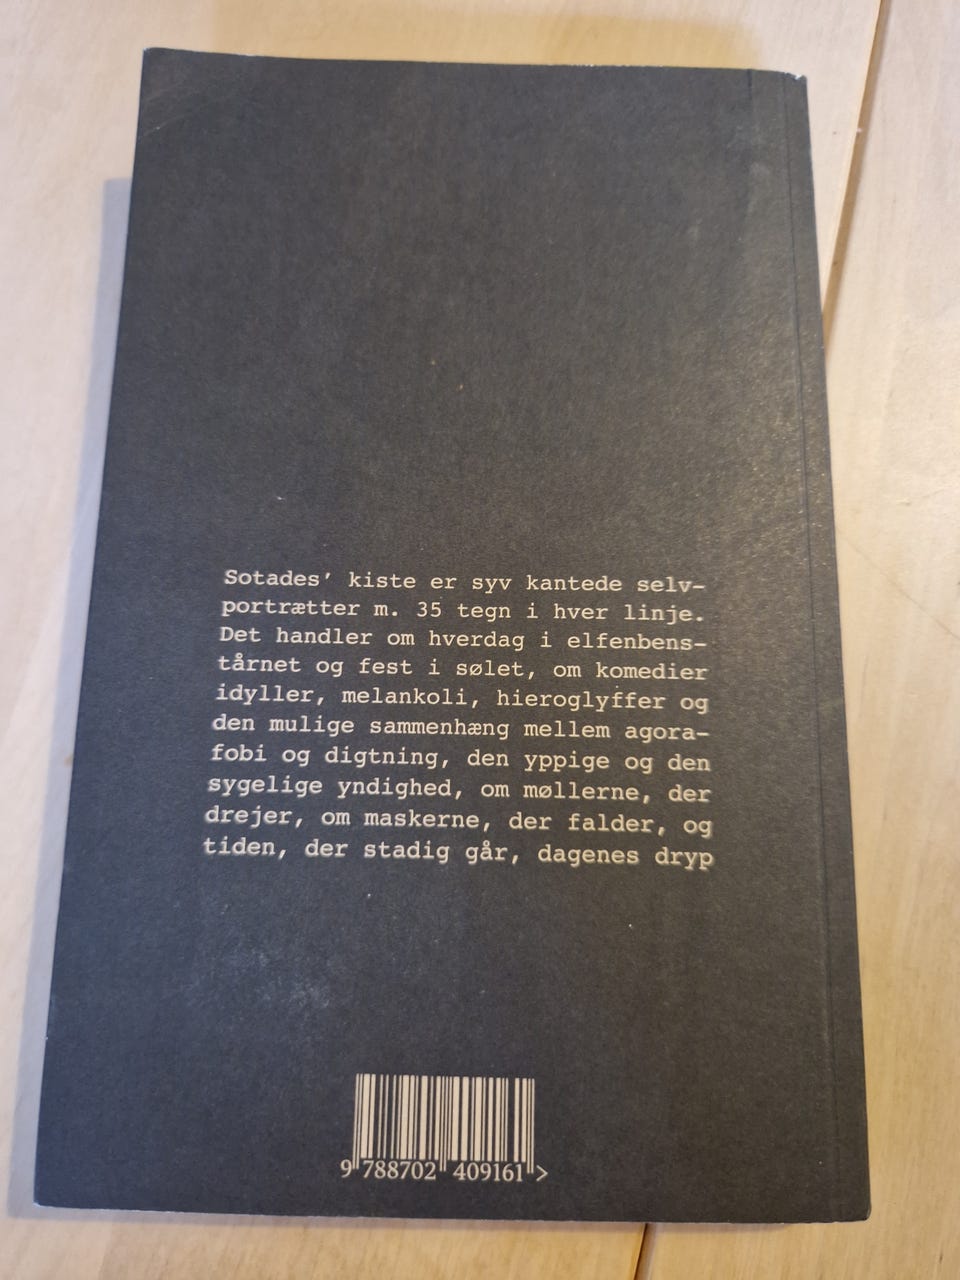 Sotades’ kiste er syv kantede selv-
portrætter m. 35 tegn i hver linje.
Det handler om hverdag i elfenbens-
tårnet og fest i sølet, om komedier
idyller, melankoli, hieroglyffer og
den mulige sammenhæng mellem agora-
fobi og digtning, den yppige og den
sygelige yndighed, om møllerne, der
drejer, om maskerne, der falder, og
tiden, der stadig går, dagenes dryp
9 788702 409161 >